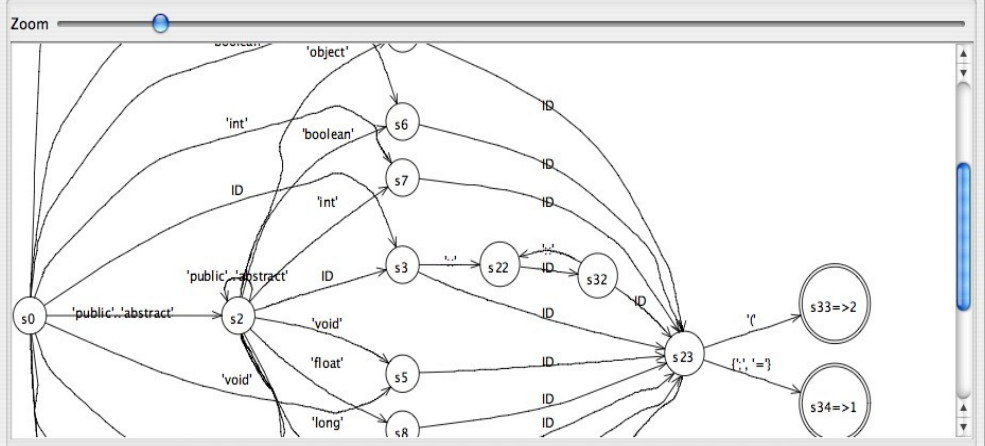 Zoom
boolean
'object'
ID
s6
'int'
'boolean'
ID
s7
ID
ID
'int'
s3
s22
ID
s32
'public'..'abstract'
ID
ID
ID
s0
'public'..'abstract'
s2
'void'
s33=>2
'('
s23
'float'
ID
{';', '='}
'void'
s5
ID
s34=>1
'long'
s8
ID